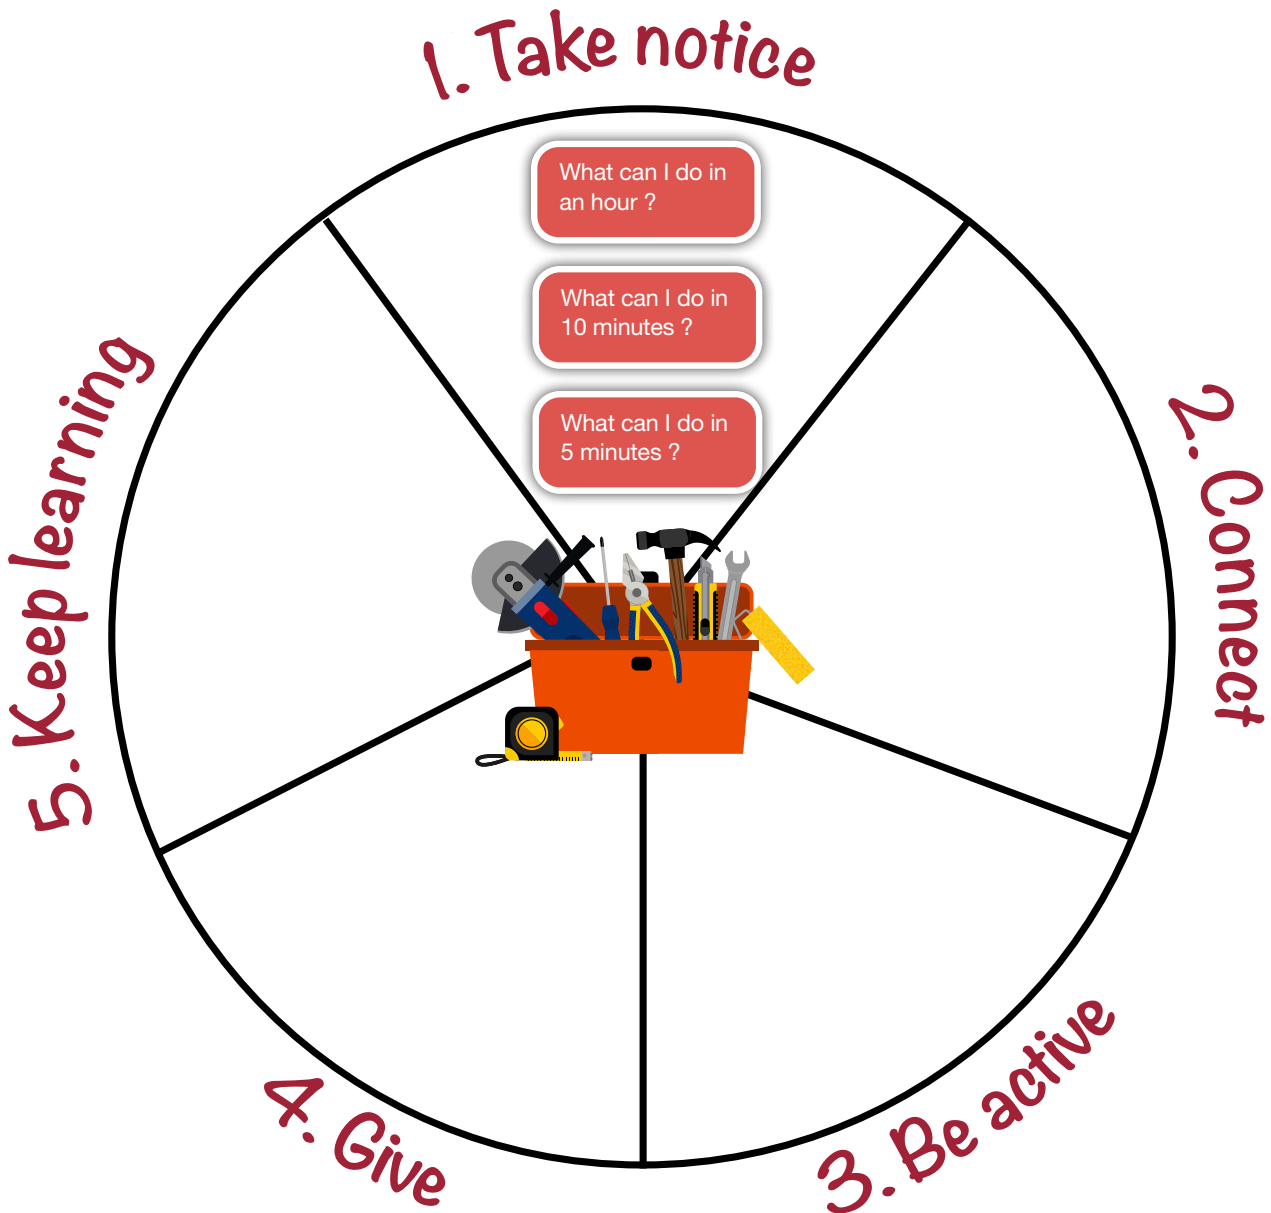 1. Take notice
What can I do in
an hour ?
What can I do in
10 minutes ?
What can I do in
5 minutes ?
2. Connect
3. Be active
4. Give
5. Keep learning